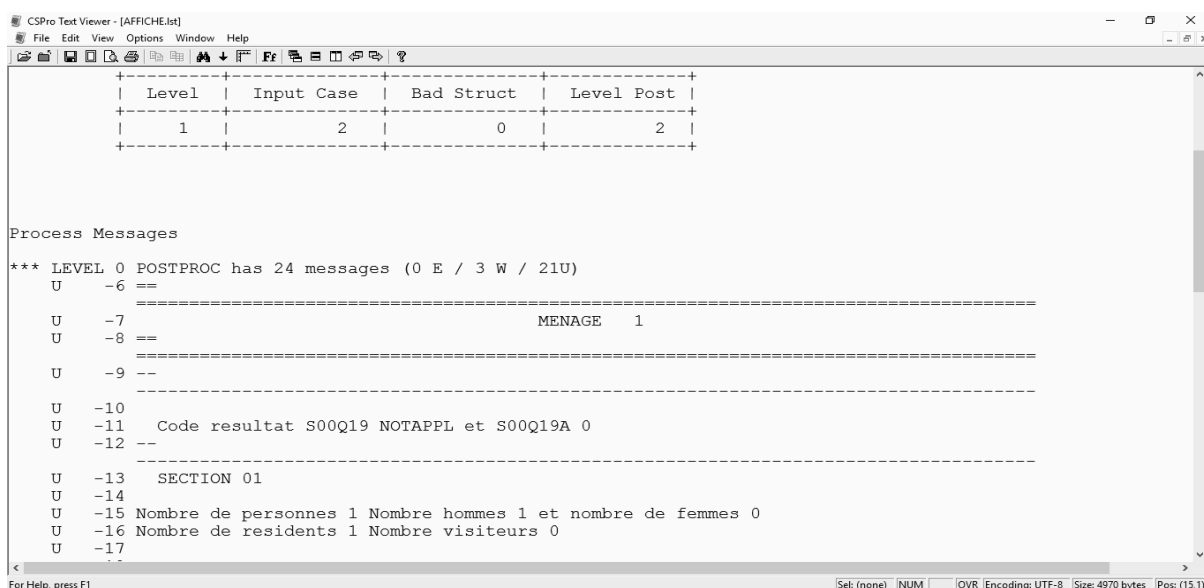 CSPro Text Viewer - [AFFICHE.lst]
File Edit View Options Window Help
+---------+--------------+--------------+-------------+
| Level | Input Case | Bad Struct | Level Post |
+---------+--------------+--------------+-------------+
| 1 | 2 | 0 | 2 |
+---------+--------------+--------------+-------------+
Process Messages
*** LEVEL 0 POSTPROC has 24 messages (0 E / 3 W / 21U)
U -6 ==
=====================================================================================
U -7 MENAGE 1
U -8 ==
=====================================================================================
U -9 --
-------------------------------------------------------------------------------------
U -10
U -11 Code resultat S00Q19 NOTAPPL et S00Q19A 0
U -12 --
-------------------------------------------------------------------------------------
U -13 SECTION 01
U -14
U -15 Nombre de personnes 1 Nombre hommes 1 et nombre de femmes 0
U -16 Nombre de residents 1 Nombre visiteurs 0
U -17
For Help, press F1 Sel: (none) NUM OVR Encoding: UTF-8 Size: 4970 bytes Pos: (15,1)